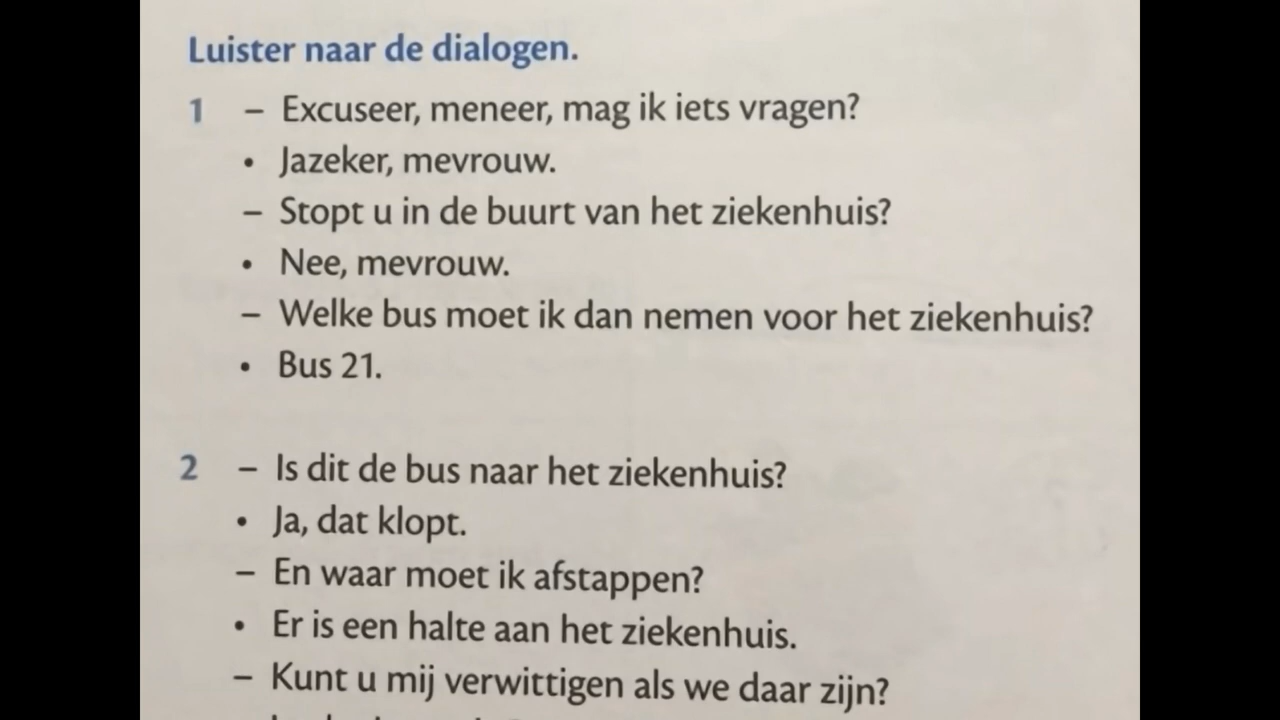 Luister naar de dialogen.
1 – Excuseer, meneer, mag ik iets vragen?
• Jazeker, mevrouw.
– Stopt u in de buurt van het ziekenhuis?
• Nee, mevrouw.
– Welke bus moet ik dan nemen voor het ziekenhuis?
• Bus 21.
2 – Is dit de bus naar het ziekenhuis?
• Ja, dat klopt.
– En waar moet ik afstappen?
• Er is een halte aan het ziekenhuis.
– Kunt u mij verwittigen als we daar zijn?